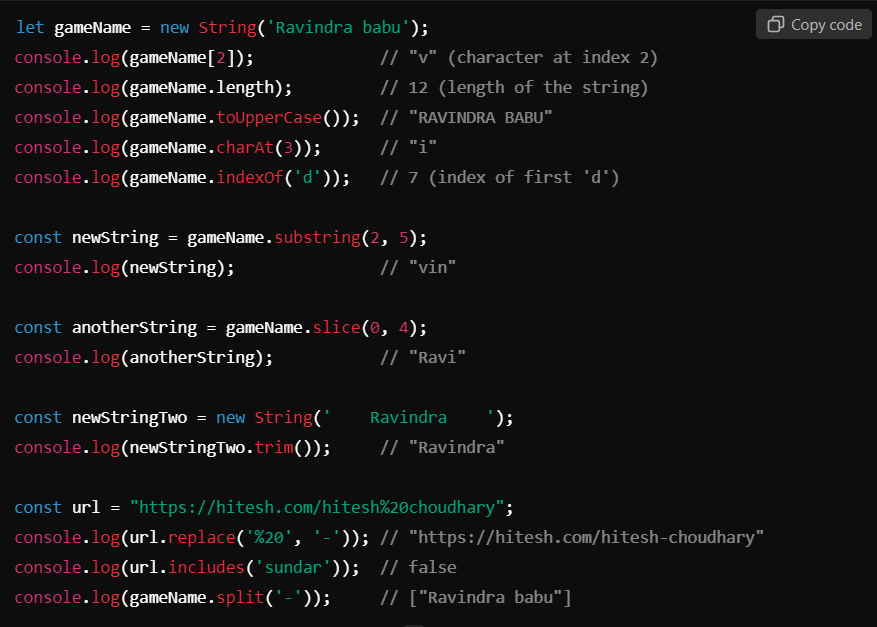 let gameName = new String('Ravindra babu');
Copy code
console.log(gameName[2]); // "v" (character at index 2)
console.log(gameName.length); // 12 (length of the string)
console.log(gameName.toUpperCase()); // "RAVINDRA BABU"
console.log(gameName.charAt(3)); // "i"
console.log(gameName.indexOf('d')); // 7 (index of first 'd')
const newString = gameName.substring(2, 5);
console.log(newString); // "vin"
const anotherString = gameName.slice(0, 4);
console.log(anotherString); // "Ravi"
const newStringTwo = new String('    Ravindra    ');
console.log(newStringTwo.trim()); // "Ravindra"
const url = "https://hitesh.com/hitesh%20choudhary";
console.log(url.replace('%20', '-')); // "https://hitesh.com/hitesh-choudhary"
console.log(url.includes('sundar')); // false
console.log(gameName.split('-')); // ["Ravindra babu"]